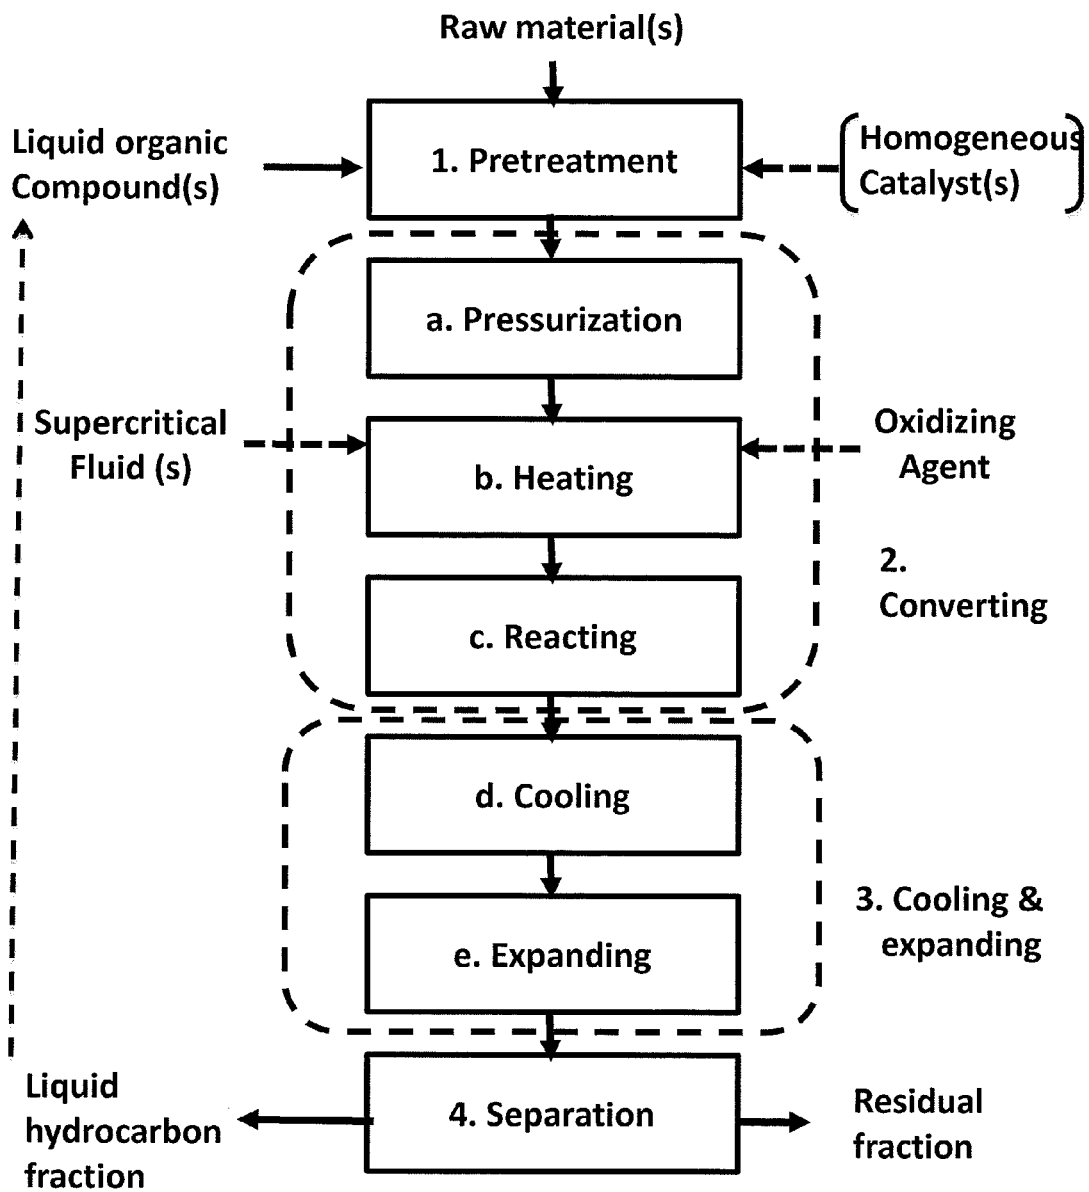 Raw material(s)
Liquid organic
Compound(s)
1. Pretreatment
Homogeneous
Catalyst(s)
a. Pressurization
Supercritical
Fluid (s)
b. Heating
Oxidizing
Agent
2.
Converting
c. Reacting
d. Cooling
3. Cooling &
expanding
e. Expanding
Liquid
hydrocarbon
fraction
4. Separation
Residual
fraction